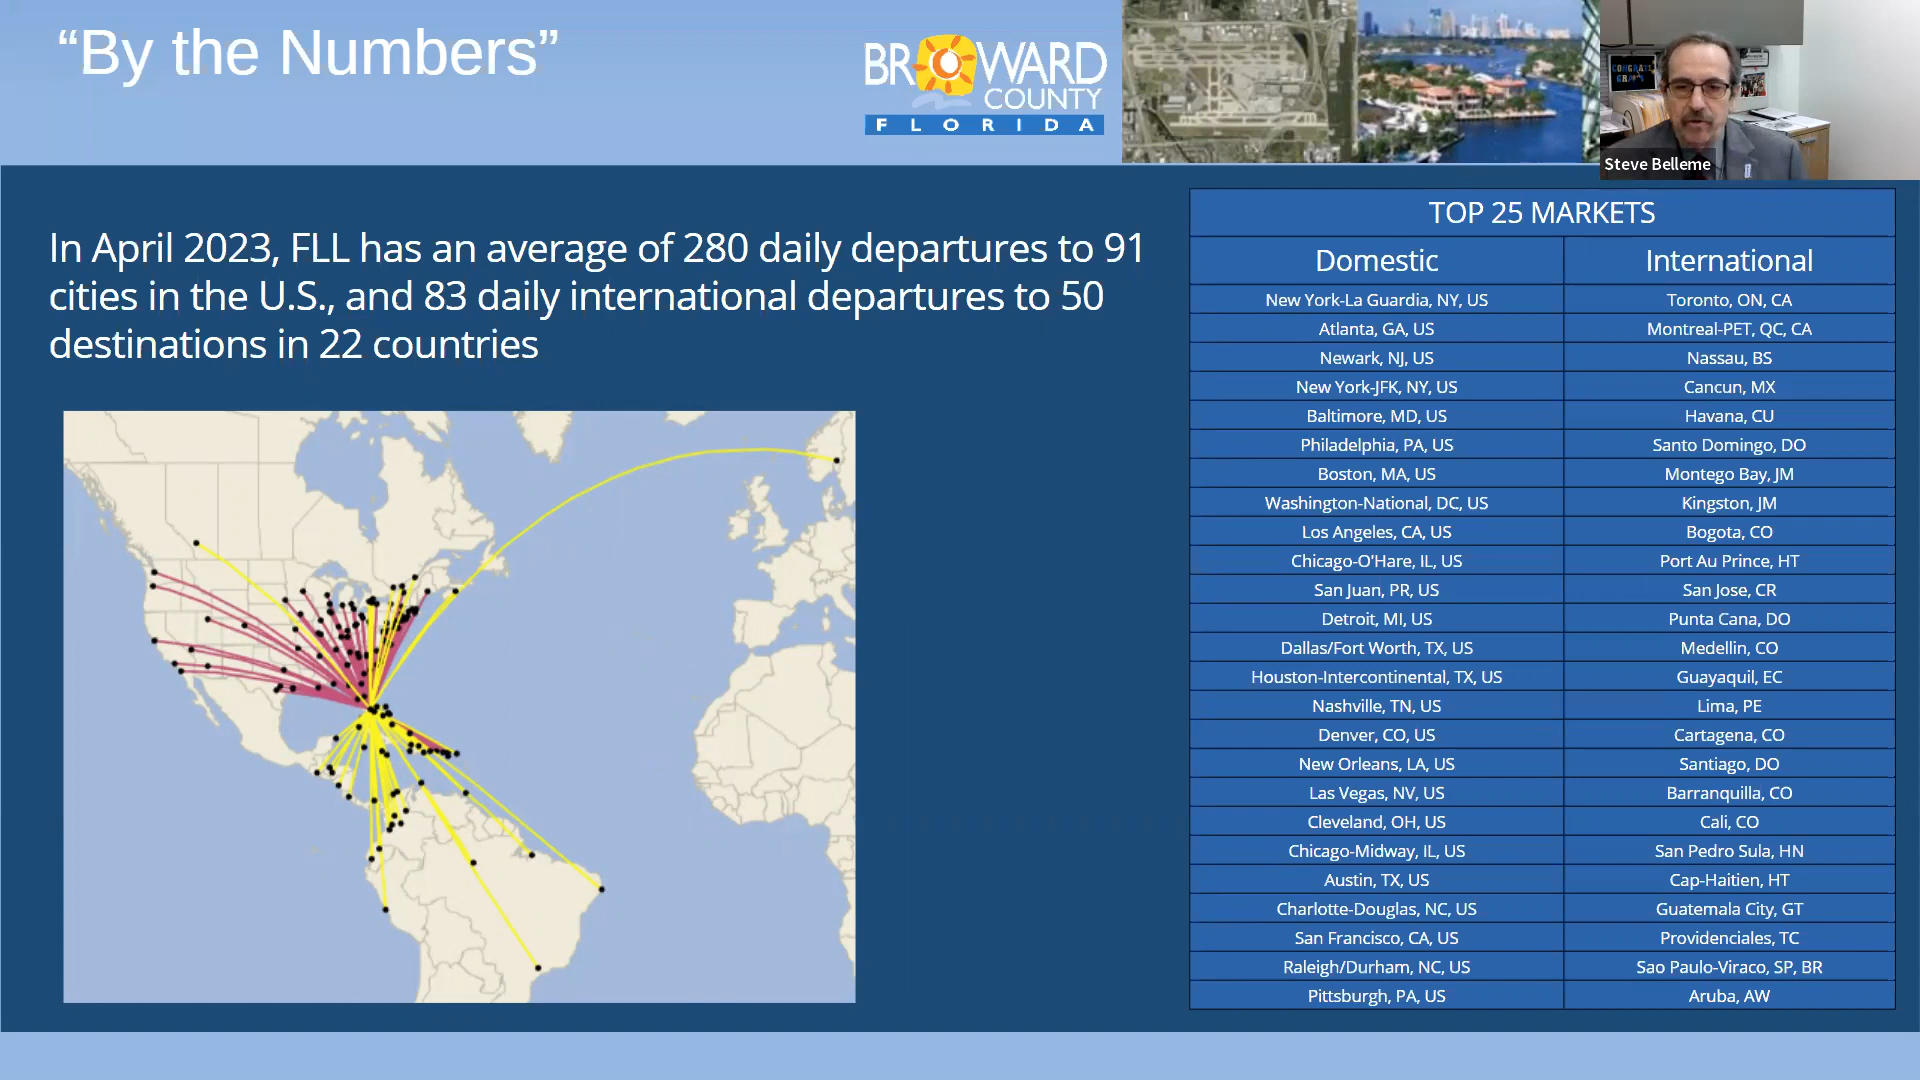 “By the Numbers”
BROWARD
COUNTY
FLORIDA
CONGRATS
GRADS
Steve Belleme
In April 2023, FLL has an average of 280 daily departures to 91
cities in the U.S., and 83 daily international departures to 50
destinations in 22 countries
TOP 25 MARKETS
Domestic International
New York-La Guardia, NY, US Toronto, ON, CA
Atlanta, GA, US Montreal-PET, QC, CA
Newark, NJ, US Nassau, BS
New York-JFK, NY, US Cancun, MX
Baltimore, MD, US Havana, CU
Philadelphia, PA, US Santo Domingo, DO
Boston, MA, US Montego Bay, JM
Washington-National, DC, US Kingston, JM
Los Angeles, CA, US Bogota, CO
Chicago-O'Hare, IL, US Port Au Prince, HT
San Juan, PR, US San Jose, CR
Detroit, MI, US Punta Cana, DO
Dallas/Fort Worth, TX, US Medellin, CO
Houston-Intercontinental, TX, US Guayaquil, EC
Nashville, TN, US Lima, PE
Denver, CO, US Cartagena, CO
New Orleans, LA, US Santiago, DO
Las Vegas, NV, US Barranquilla, CO
Cleveland, OH, US Cali, CO
Chicago-Midway, IL, US San Pedro Sula, HN
Austin, TX, US Cap-Haitien, HT
Charlotte-Douglas, NC, US Guatemala City, GT
San Francisco, CA, US Providenciales, TC
Raleigh/Durham, NC, US Sao Paulo-Viraco, SP, BR
Pittsburgh, PA, US Aruba, AW